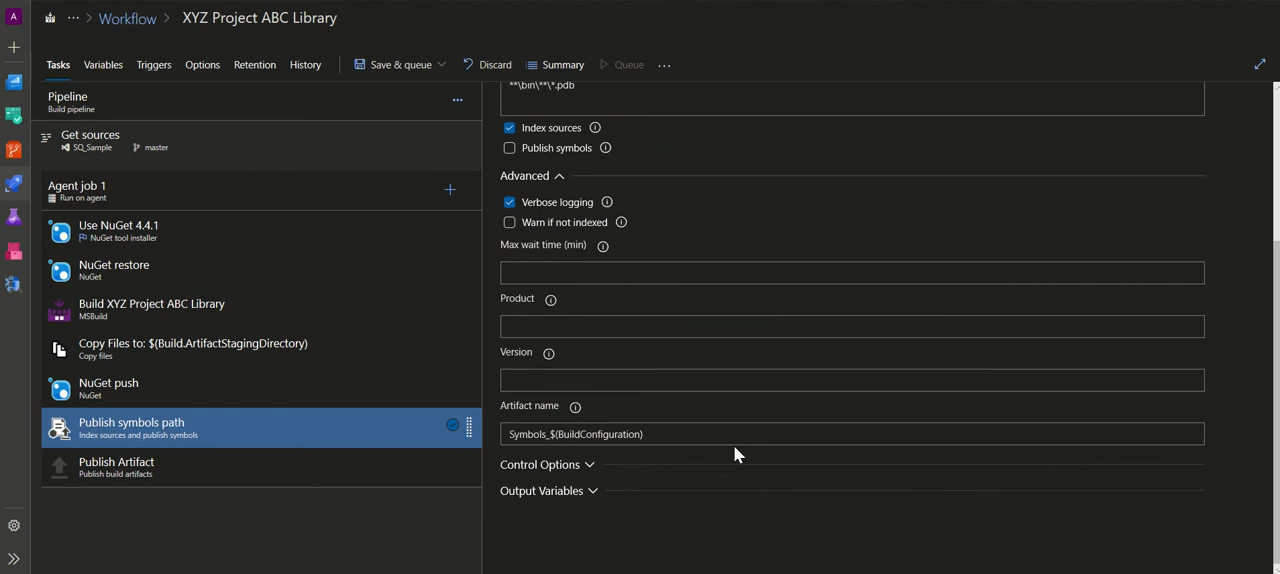 A
... > Workflow > XYZ Project ABC Library
Tasks Variables Triggers Options Retention History Save & queue Discard Summary Queue ...
Pipeline
Build pipeline
...
Get sources
SQ_Sample master
Agent job 1
Run on agent
Use NuGet 4.4.1
NuGet tool installer
NuGet restore
NuGet
Build XYZ Project ABC Library
MSBuild
Copy Files to: $(Build.ArtifactStagingDirectory)
Copy files
NuGet push
NuGet
Publish symbols path
Index sources and publish symbols
Publish Artifact
Publish build artifacts
**\bin\**\*.pdb
Index sources
Publish symbols
Advanced
Verbose logging
Warn if not indexed
Max wait time (min)
Product
Version
Artifact name
Symbols_$(BuildConfiguration)
Control Options
Output Variables